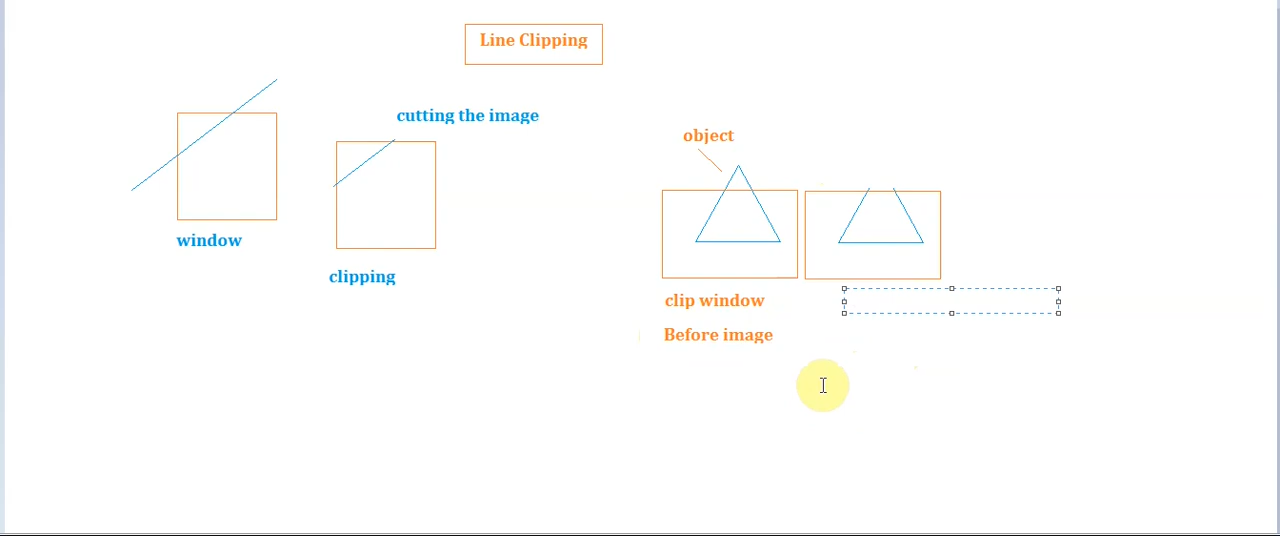 Line Clipping
cutting the image
window
clipping
object
clip window
Before image